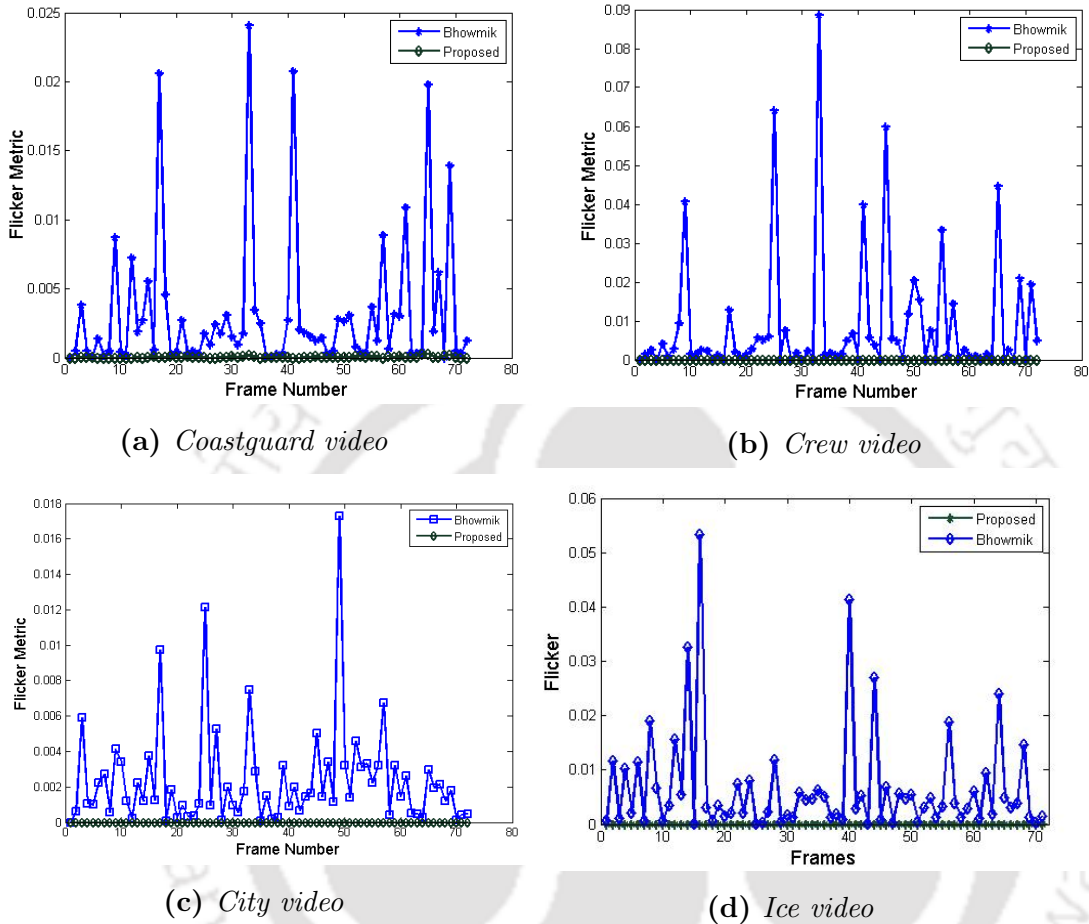 0.025
0.02
0.015
0.01
0.005
0
0 10 20 30 40 50 60 70 80
Flicker Metric
Frame Number
Bhowmik
Proposed
(a) Coastguard video
0.09
0.08
0.07
0.06
0.05
0.04
0.03
0.02
0.01
0
0 10 20 30 40 50 60 70 80
Flicker Metric
Frame Number
Bhowmik
Proposed
(b) Crew video
0.018
0.016
0.014
0.012
0.01
0.008
0.006
0.004
0.002
0
0 10 20 30 40 50 60 70 80
Flicker Metric
Frame Number
Bhowmik
Proposed
(c) City video
0.06
0.05
0.04
0.03
0.02
0.01
0
0 10 20 30 40 50 60 70
Flicker
Frames
Proposed
Bhowmik
(d) Ice video